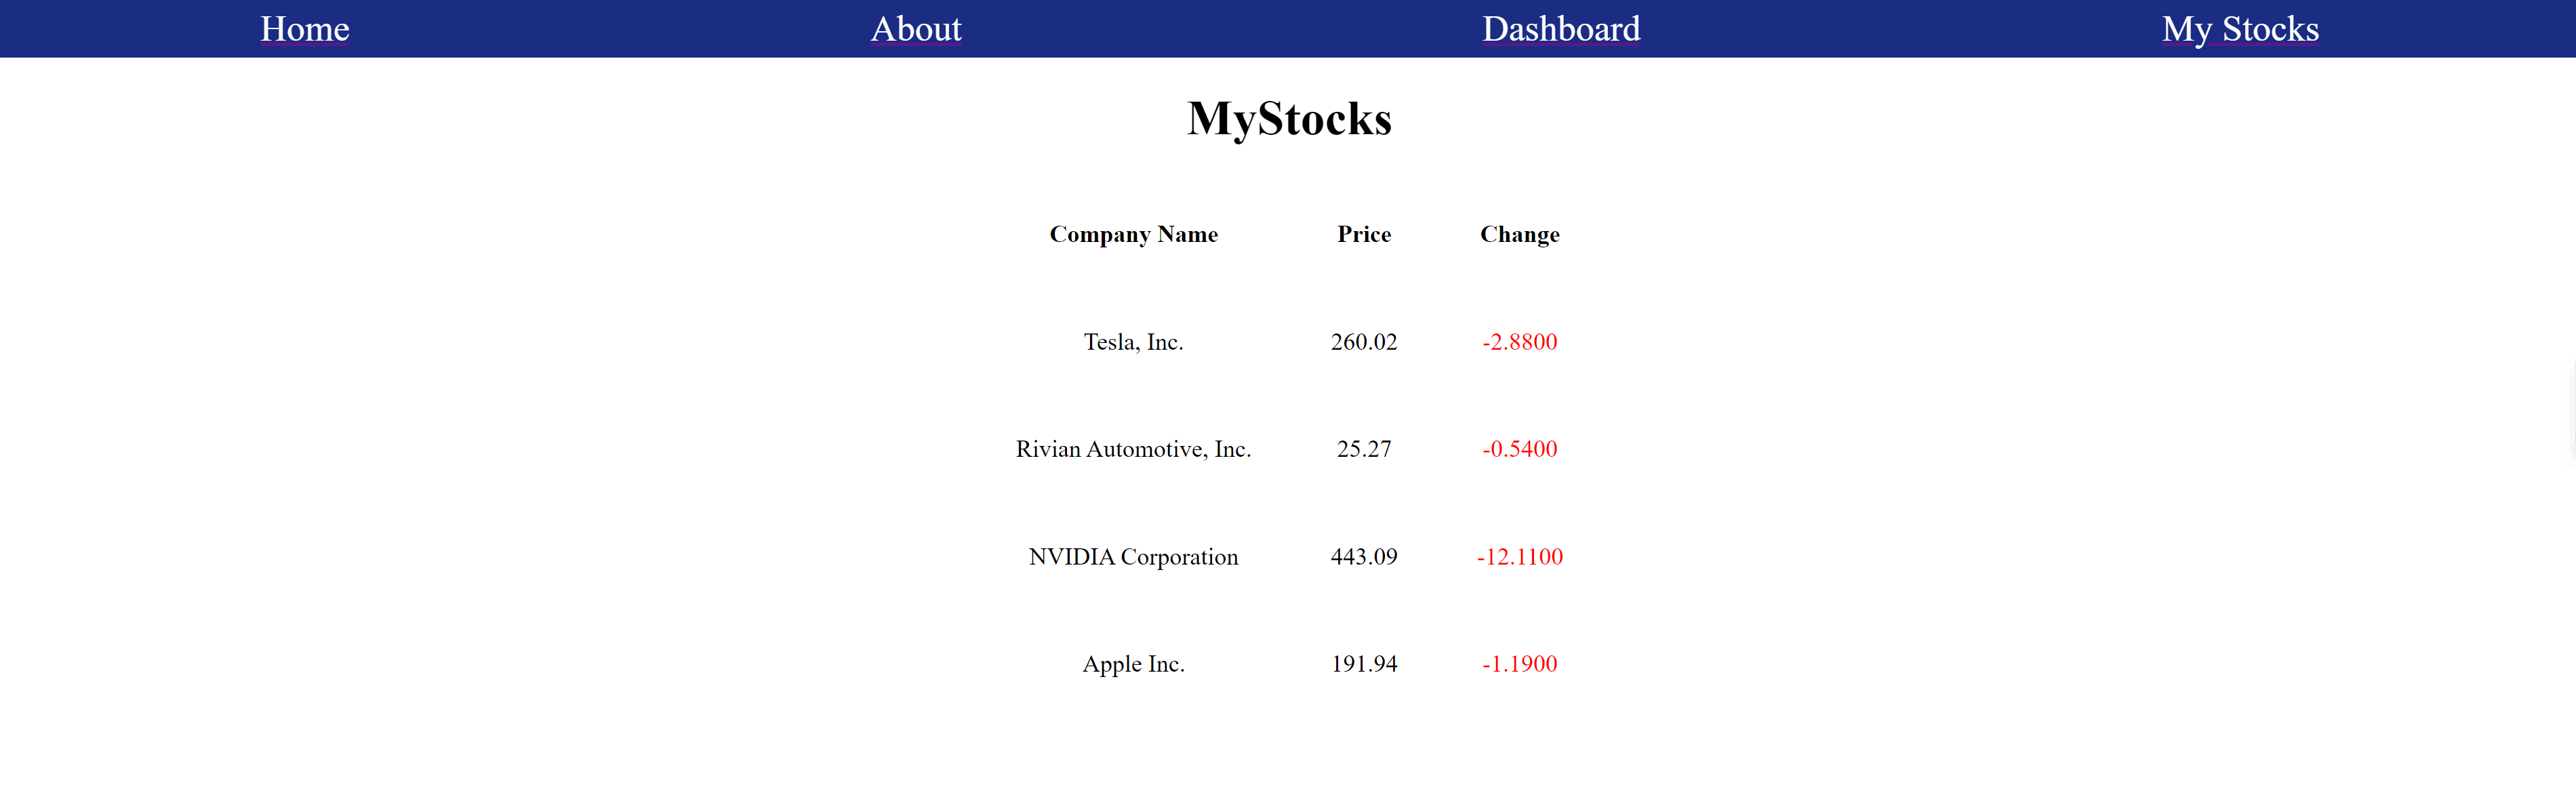 Home About Dashboard My Stocks
MyStocks
Company Name Price Change
Tesla, Inc. 260.02 -2.8800
Rivian Automotive, Inc. 25.27 -0.5400
NVIDIA Corporation 443.09 -12.1100
Apple Inc. 191.94 -1.1900